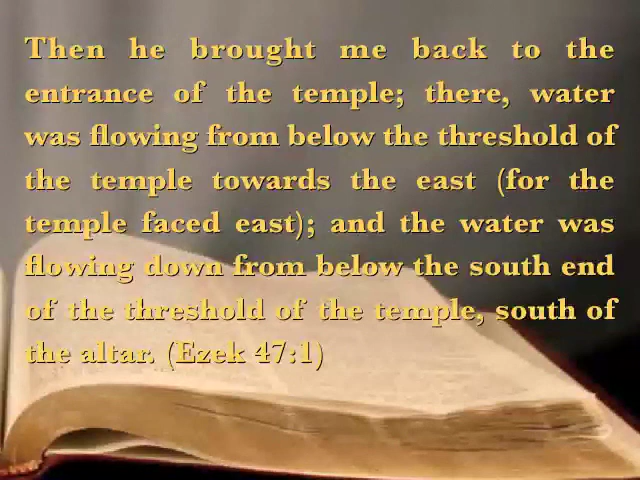 Then he brought me back to the
entrance of the temple; there, water
was flowing from below the threshold of
the temple towards the east (for the
temple faced east); and the water was
flowing down from below the south end
of the threshold of the temple, south of
the altar. (Ezek 47:1)